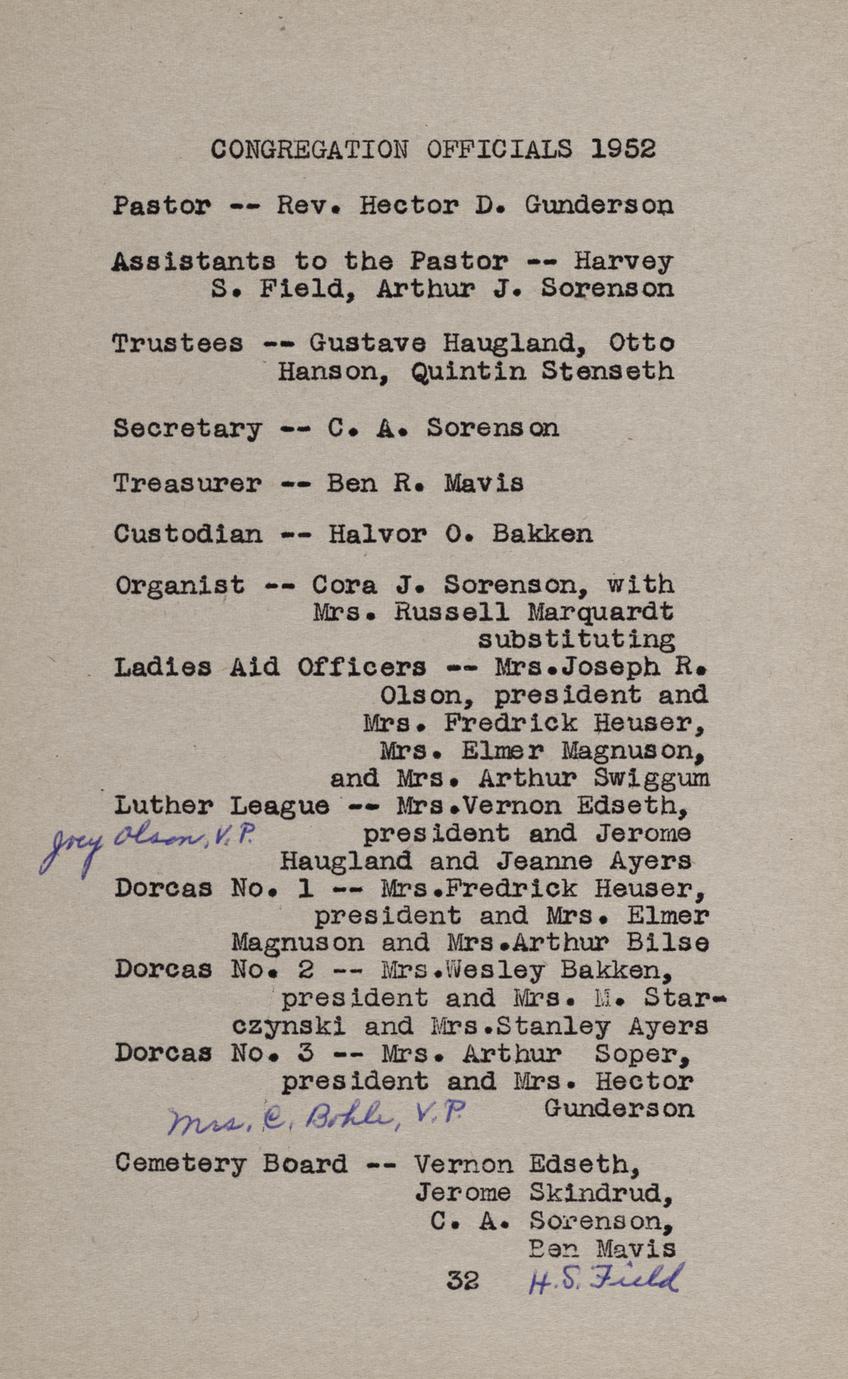 CONGREGATION OFFICIALS 1952
Pastor -- Rev. Hector D. Gunderson
Assistants to the Pastor -- Harvey
S. Field, Arthur J. Sorenson
Trustees -- Gustave Haugland, Otto
Hanson, Quintin Stenseth
Secretary -- C. A. Sorenson
Treasurer -- Ben R. Mavis
Custodian -- Halvor O. Bakken
Organist -- Cora J. Sorenson, with
Mrs. Russell Marquardt
substituting
Ladies Aid Officers -- Mrs.Joseph R.
Olson, president and
Mrs. Fredrick Heuser,
Mrs. Elmer Magnuson,
and Mrs. Arthur Swiggum
Luther League -- Mrs.Vernon Edseth,
Joey Olson, V.P. president and Jerome
Haugland and Jeanne Ayers
Dorcas No. 1 -- Mrs.Fredrick Heuser,
president and Mrs. Elmer
Magnuson and Mrs.Arthur Bilse
Dorcas No. 2 -- Mrs.Wesley Bakken,
president and Mrs. M. Star-
czynski and Mrs.Stanley Ayers
Dorcas No. 3 -- Mrs. Arthur Soper,
president and Mrs. Hector
Mrs. C. Bohle, V.P. Gunderson
Cemetery Board -- Vernon Edseth,
Jerome Skindrud,
C. A. Sorenson,
Ben Mavis
32 H.S. Field